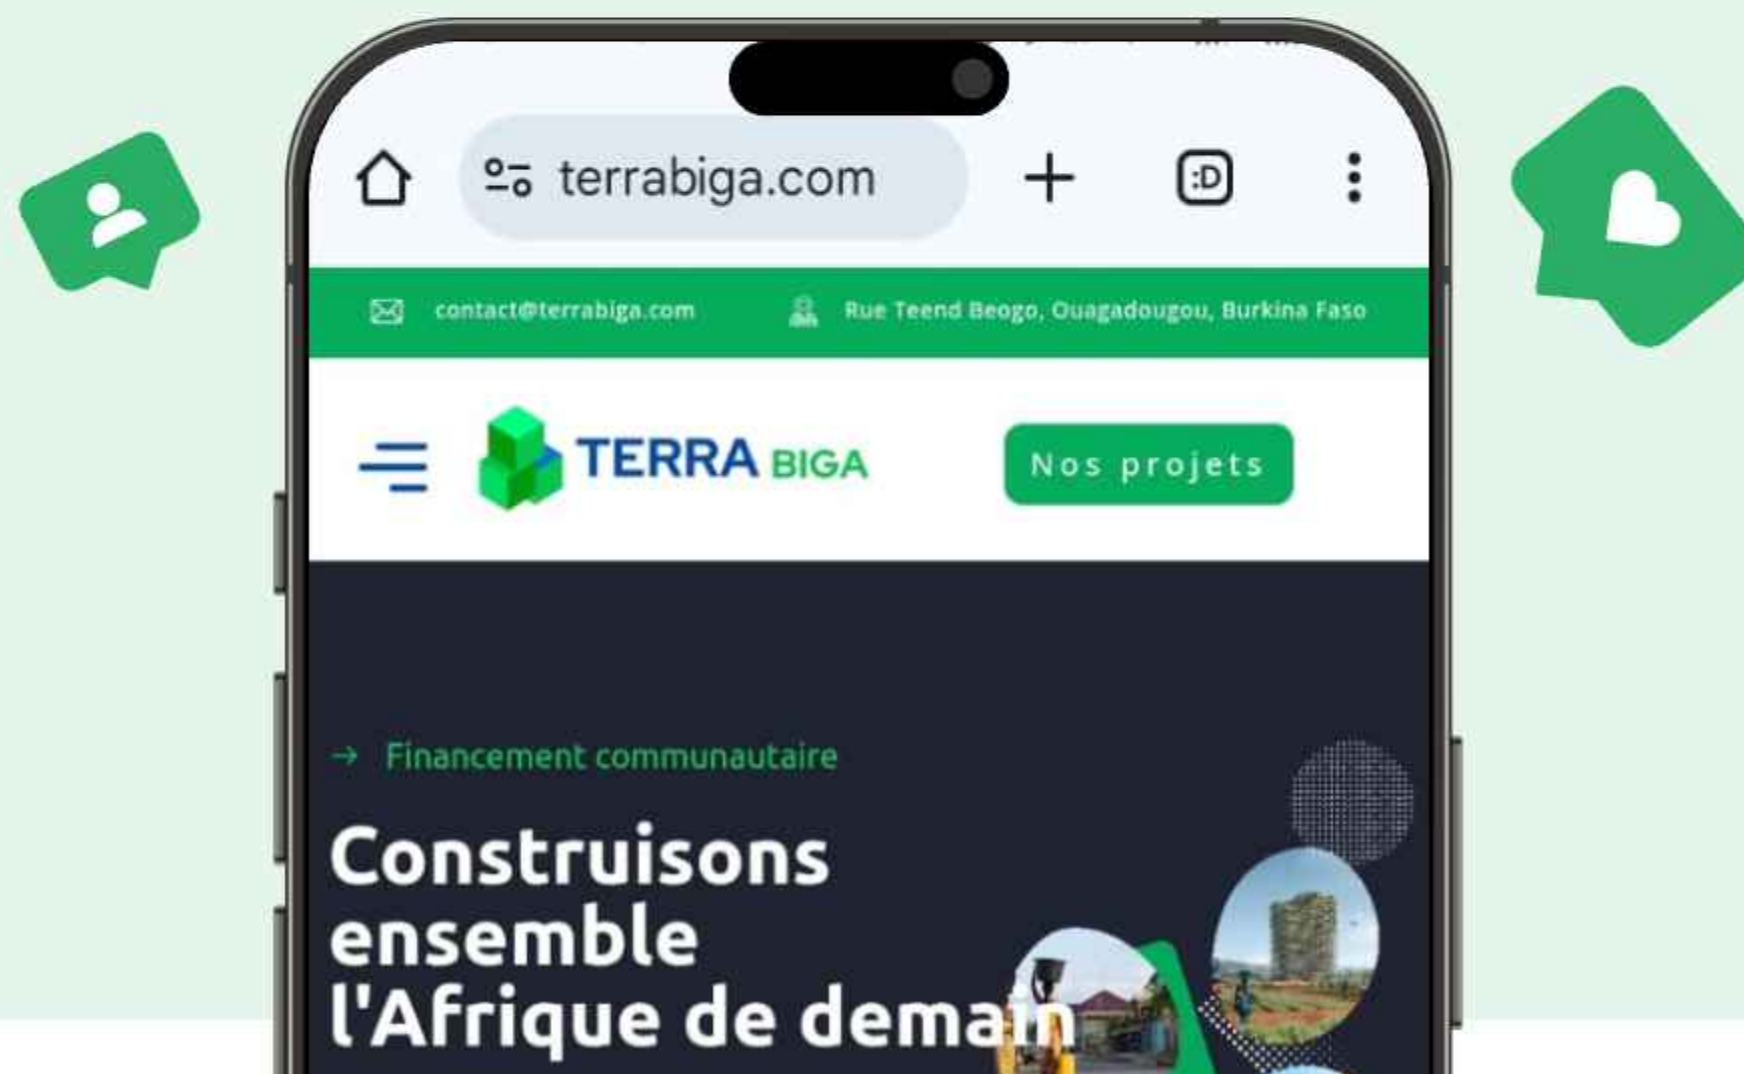 terrabiga.com
:D
contact@terrabiga.com
Rue Teend Beogo, Ouagadougou, Burkina Faso
TERRA BIGA
Nos projets
→ Financement communautaire
Construisons
ensemble
l'Afrique de demain